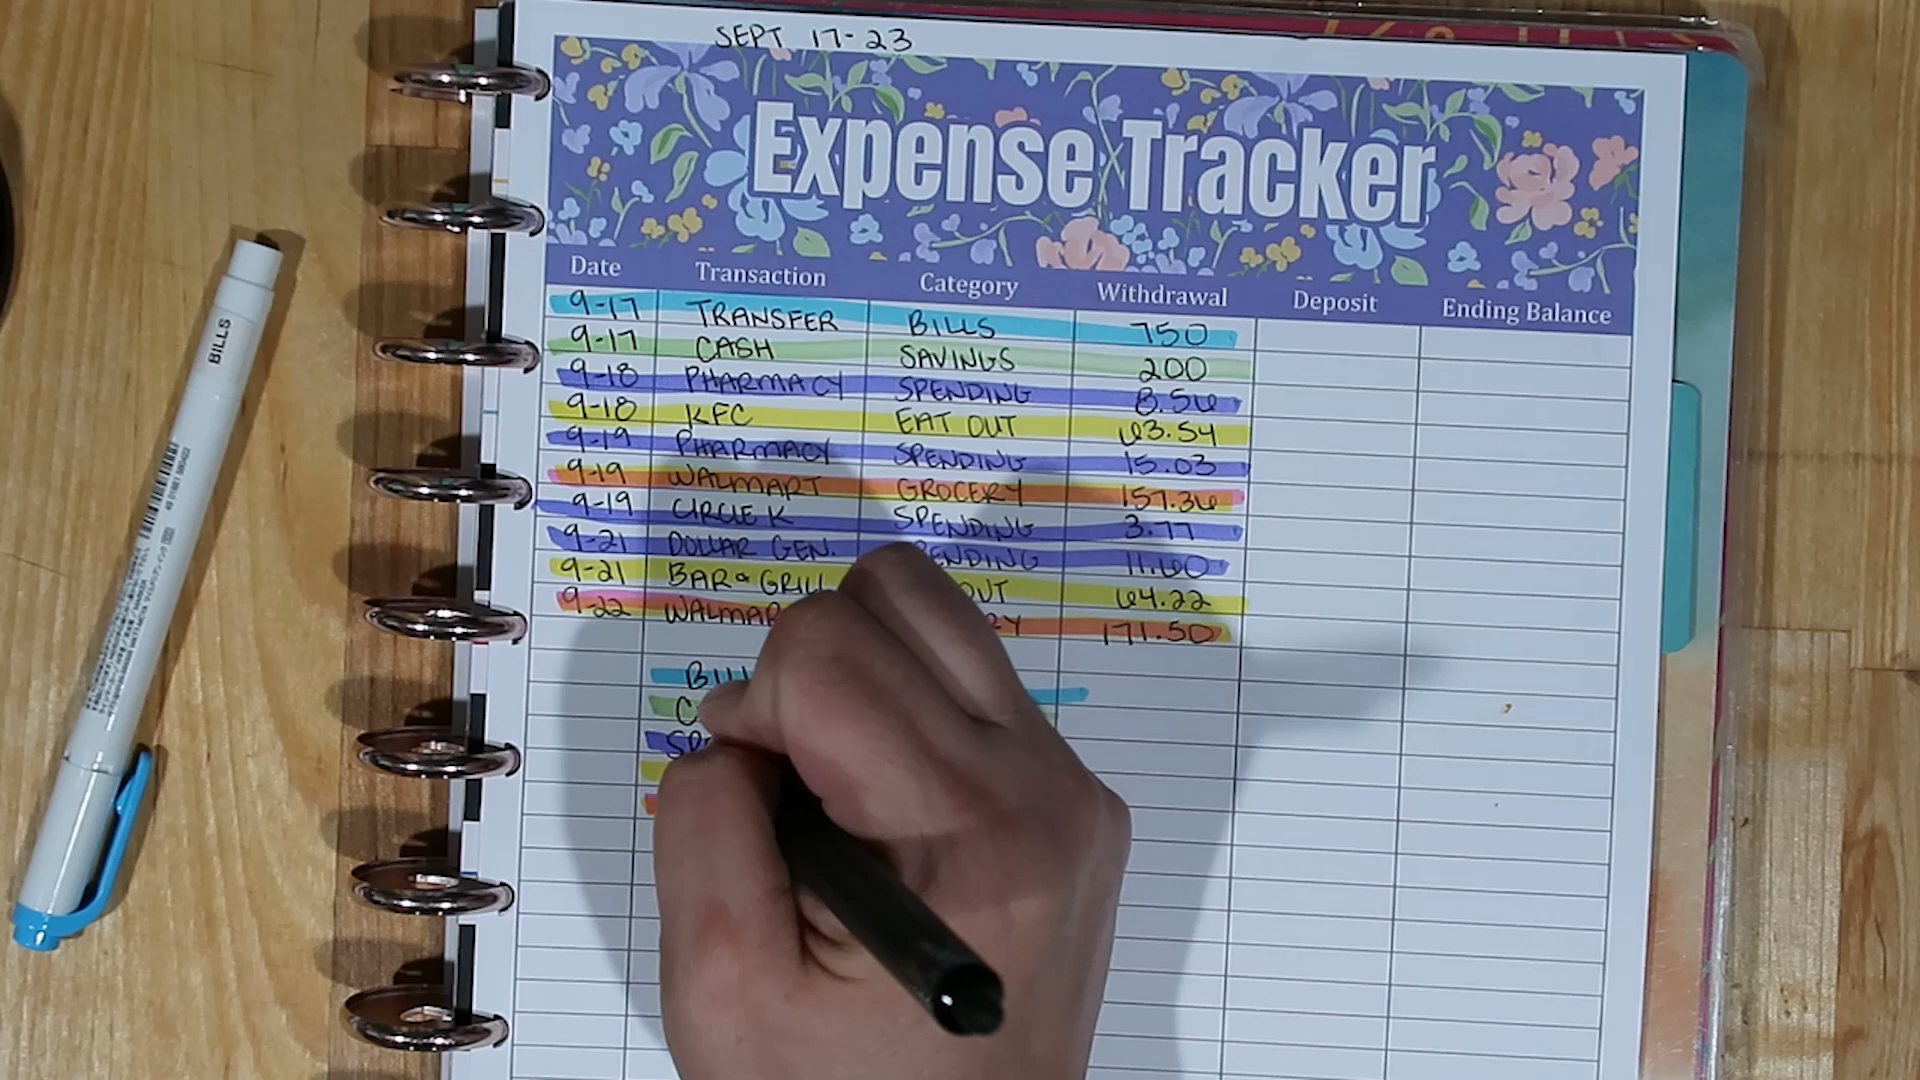 SEPT 17-23
Expense Tracker
Date Transaction Category Withdrawal Deposit Ending Balance
9-17 TRANSFER BILLS 750
9-17 CASH SAVINGS 200
9-18 PHARMACY SPENDING 8.56
9-18 KFC EAT OUT 63.54
9-19 PHARMACY SPENDING 15.03
9-19 WALMART GROCERY 157.36
9-19 CIRCLE K SPENDING 3.77
9-21 DOLLAR GEN. 11.60
9-21 BAR & GRILL OUT 64.22
9-22 171.50
BILLS